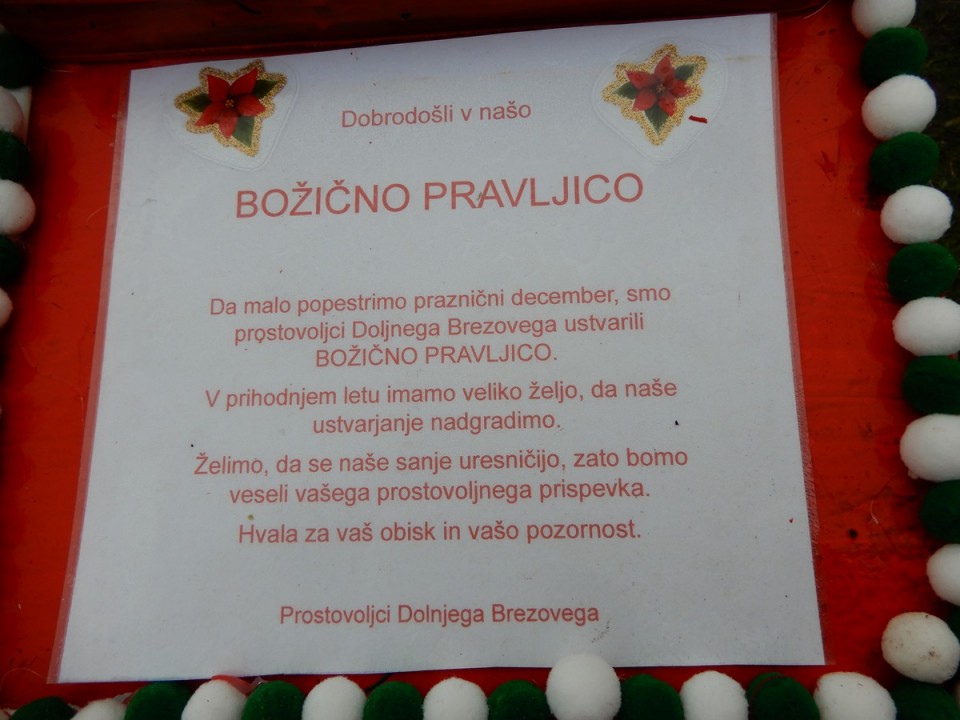 Dobrodošli v našo
BOŽIČNO PRAVLJICO
Da malo popestrimo praznični december, smo
prostovoljci Doljnega Brezovega ustvarili
BOŽIČNO PRAVLJICO.
V prihodnjem letu imamo veliko željo, da naše
ustvarjanje nadgradimo.
Želimo, da se naše sanje uresničijo, zato bomo
veseli vašega prostovoljnega prispevka.
Hvala za vaš obisk in vašo pozornost.
Prostovoljci Dolnjega Brezovega